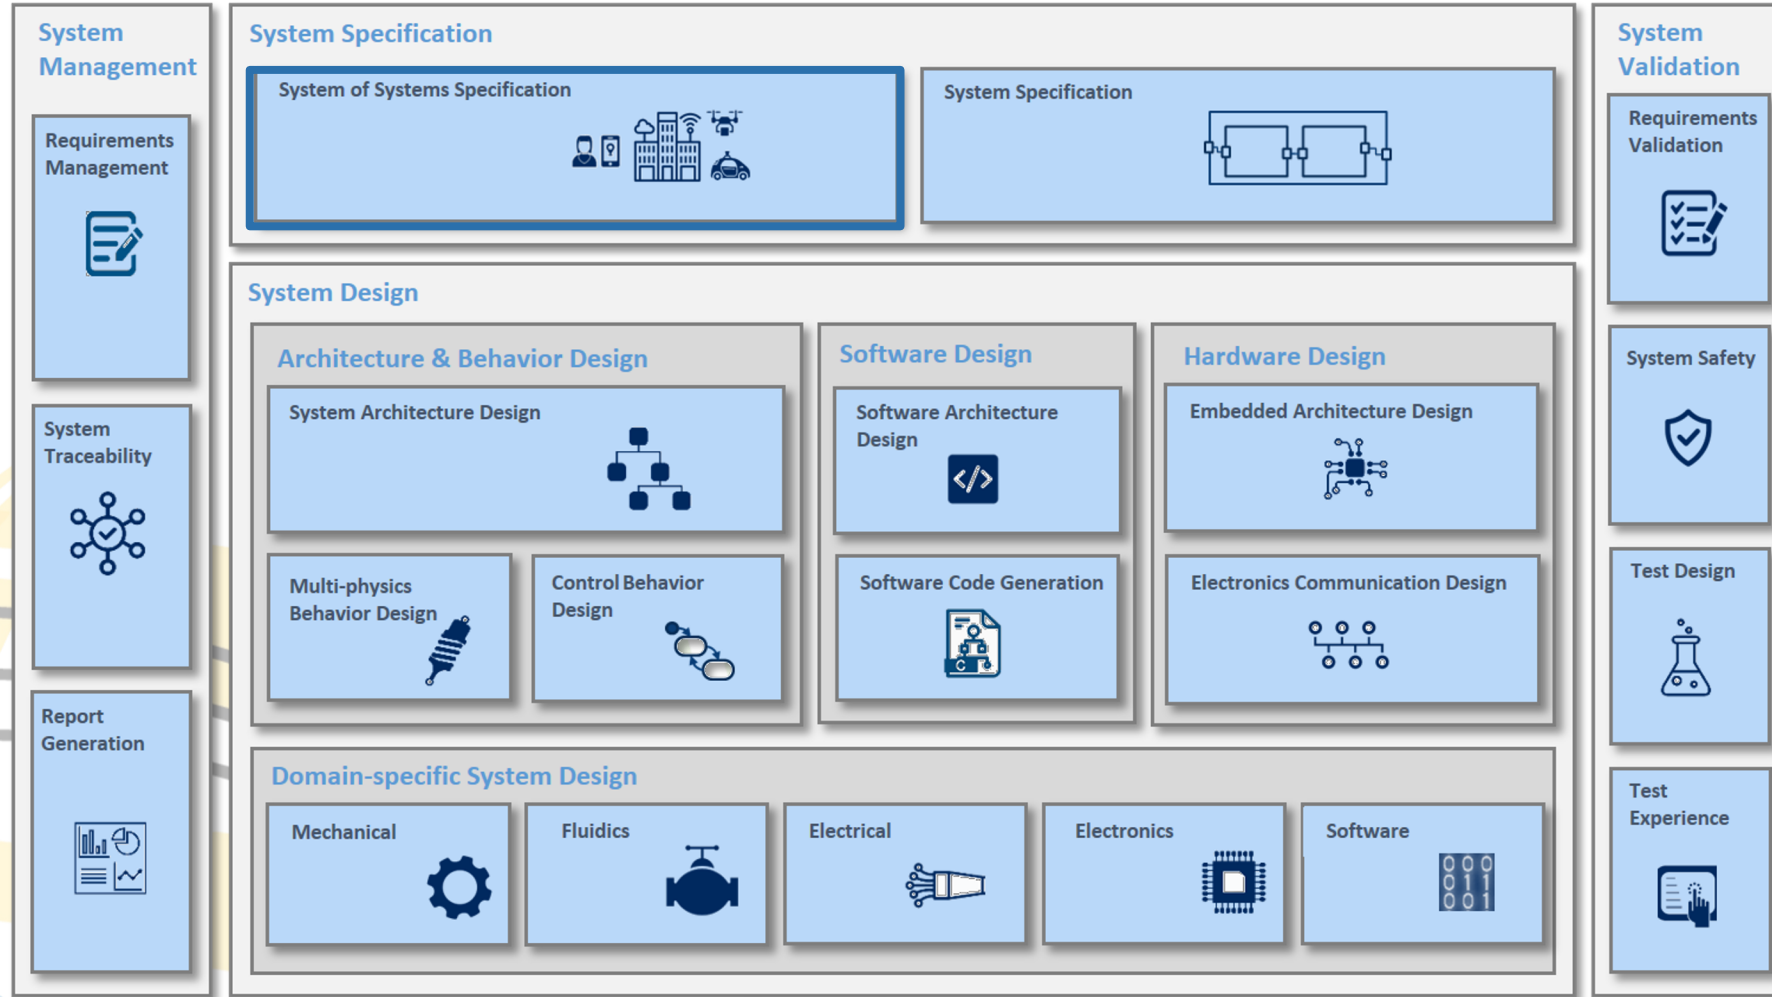 System
Management
Requirements
Management
System
Traceability
Report
Generation
System Specification
System of Systems Specification
System Specification
System Design
Architecture & Behavior Design
System Architecture Design
Multi-physics
Behavior Design
Control Behavior
Design
Software Design
Software Architecture
Design
</>
Software Code Generation
C
Hardware Design
Embedded Architecture Design
Electronics Communication Design
Domain-specific System Design
Mechanical
Fluidics
Electrical
Electronics
Software
000
011
001
System
Validation
Requirements
Validation
System Safety
Test Design
Test
Experience